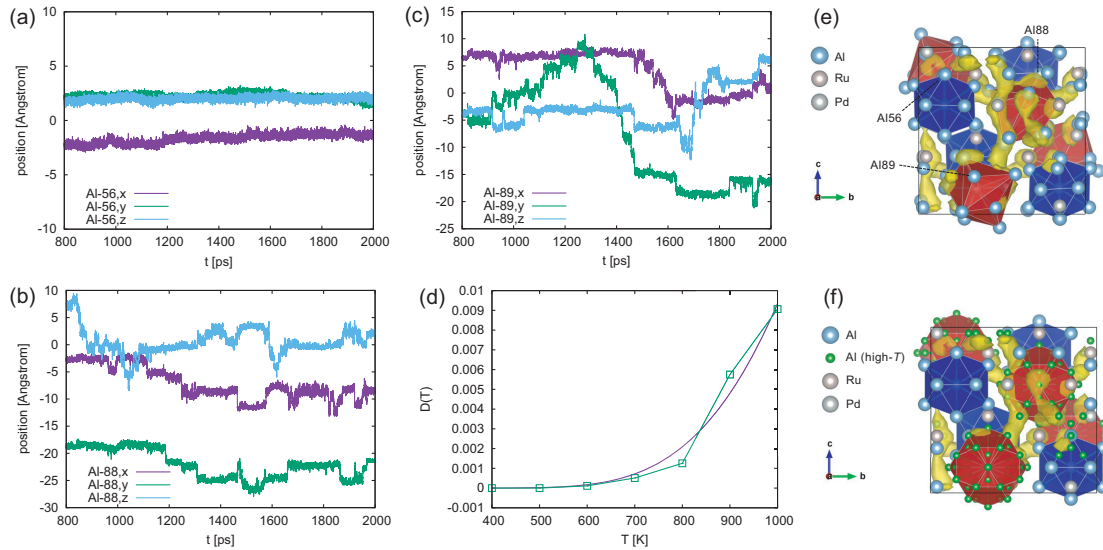 (a)
position [Angstrom]
10
5
0
-5
-10
Al-56,x
Al-56,y
Al-56,z
800 1000 1200 1400 1600 1800 2000
t [ps]
(b)
position [Angstrom]
10
5
0
-5
-10
-15
-20
-25
-30
Al-88,x
Al-88,y
Al-88,z
800 1000 1200 1400 1600 1800 2000
t [ps]
(c)
position [Angstrom]
15
10
5
0
-5
-10
-15
-20
-25
Al-89,x
Al-89,y
Al-89,z
800 1000 1200 1400 1600 1800 2000
t [ps]
(d)
D(T)
0.01
0.009
0.008
0.007
0.006
0.005
0.004
0.003
0.002
0.001
0
-0.001
400 500 600 700 800 900 1000
T [K]
(e)
Al88
Al
Ru
Pd
Al56
Al89
c
a
b
(f)
Al
Al (high-T)
Ru
Pd
c
a
b